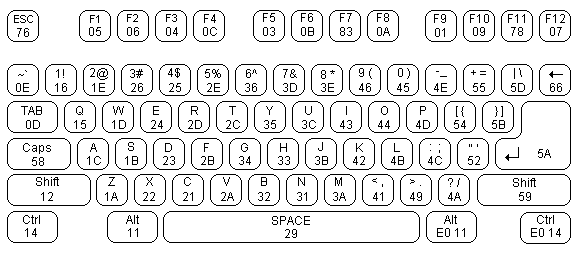 ESC F1 F2 F3 F4 F5 F6 F7 F8 F9 F10 F11 F12
76 05 06 04 0C 03 0B 83 0A 01 09 78 07
~` 1! 2@ 3# 4$ 5% 6^ 7& 8* 9( 0) -_ =+ |\ ←
0E 16 1E 26 25 2E 36 3D 3E 46 45 4E 55 5D 66
TAB Q W E R T Y U I O P [{ }]
0D 15 1D 24 2D 2C 35 3C 43 44 4D 54 5B
Caps A S D F G H J K L : ; " '
58 1C 1B 23 2B 34 33 3B 42 4B 4C 52 ↵ 5A
Shift Z X C V B N M < , > . ? / Shift
12 1A 22 21 2A 32 31 3A 41 49 4A 59
Ctrl Alt SPACE Alt Ctrl
14 11 29 E0 11 E0 14